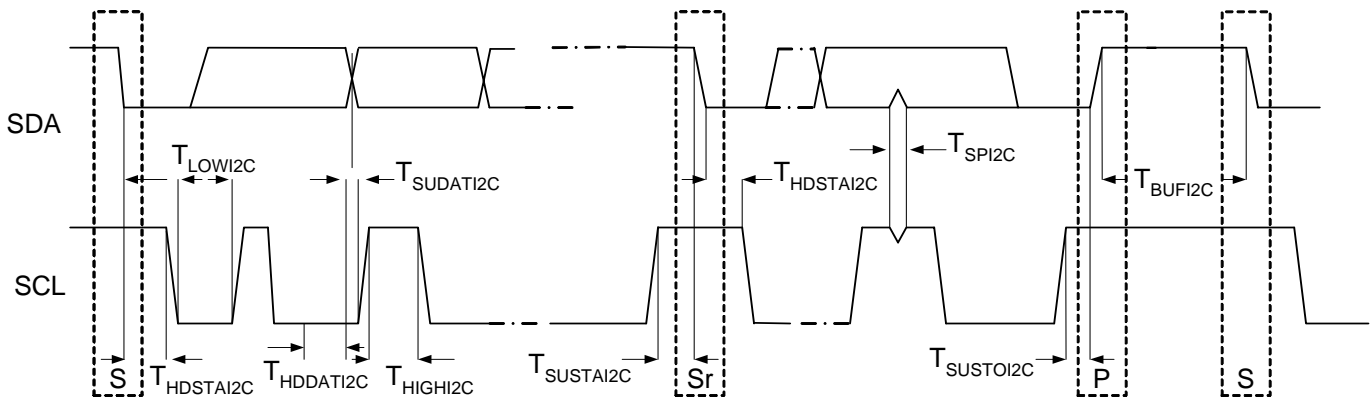 SDA
T_LOWI2C
T_SUDATI2C
T_HDSTAI2C
T_SPI2C
T_BUFI2C
SCL
S
T_HDSTAI2C
T_HDDATI2C
T_HIGHI2C
T_SUSTAI2C
Sr
T_SUSTOI2C
P
S